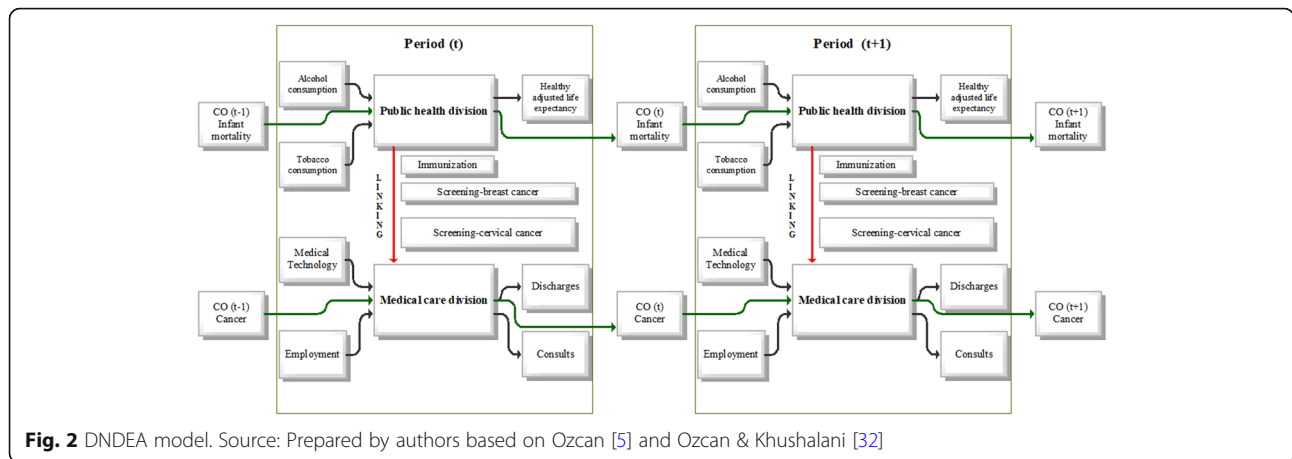 Period (t)
Alcohol
consumption
Public health division
Healthy
adjusted life
expectancy
CO (t-1)
Infant
mortality
Tobacco
consumption
L
I
N
K
I
N
G
Immunization
Screening-breast cancer
Screening-cervical cancer
Medical
Technology
Medical care division
Discharges
CO (t-1)
Cancer
Employment
Consults
CO (t)
Infant
mortality
CO (t)
Cancer
Period (t+1)
Alcohol
consumption
Public health division
Healthy
adjusted life
expectancy
Tobacco
consumption
L
I
N
K
I
N
G
Immunization
Screening-breast cancer
Screening-cervical cancer
Medical
Technology
Medical care division
Discharges
Employment
Consults
CO (t+1)
Infant
mortality
CO (t+1)
Cancer
Fig. 2 DNDEA model. Source: Prepared by authors based on Ozcan [5] and Ozcan & Khushalani [32]